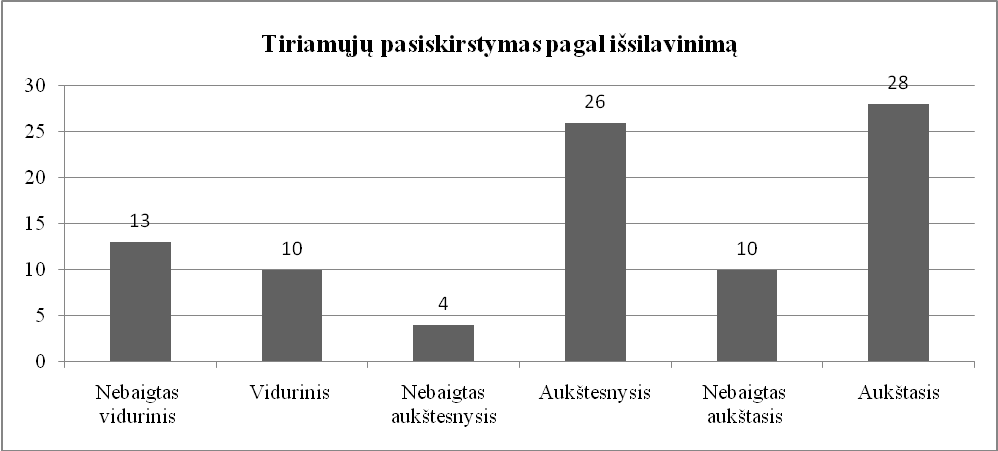 Tiriamųjų pasiskirstymas pagal išsilavinimą
30
25
20
15
10
5
0
13
10
4
26
10
28
Nebaigtas
vidurinis
Vidurinis
Nebaigtas
aukštesnysis
Aukštesnysis
Nebaigtas
aukštasis
Aukštasis